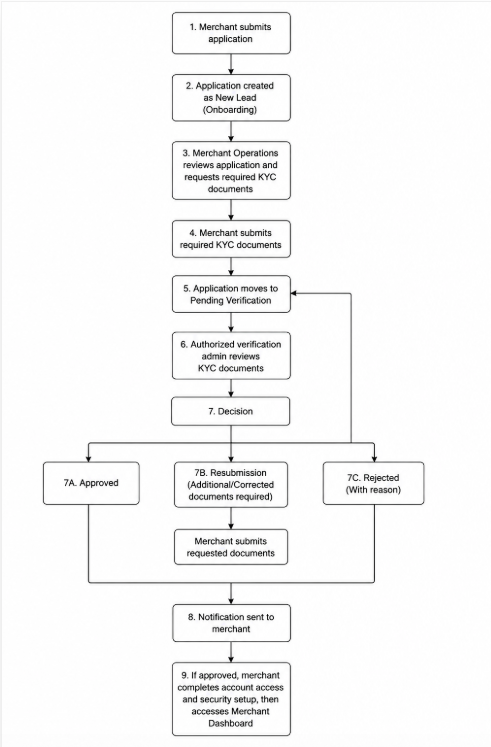 1. Merchant submits
application
2. Application created
as New Lead
(Onboarding)
3. Merchant Operations
reviews application and
requests required KYC
documents
4. Merchant submits
required KYC documents
5. Application moves to
Pending Verification
6. Authorized verification
admin reviews
KYC documents
7. Decision
7A. Approved
7B. Resubmission
(Additional/Corrected
documents required)
7C. Rejected
(With reason)
Merchant submits
requested documents
8. Notification sent to
merchant
9. If approved, merchant
completes account access
and security setup, then
accesses Merchant
Dashboard